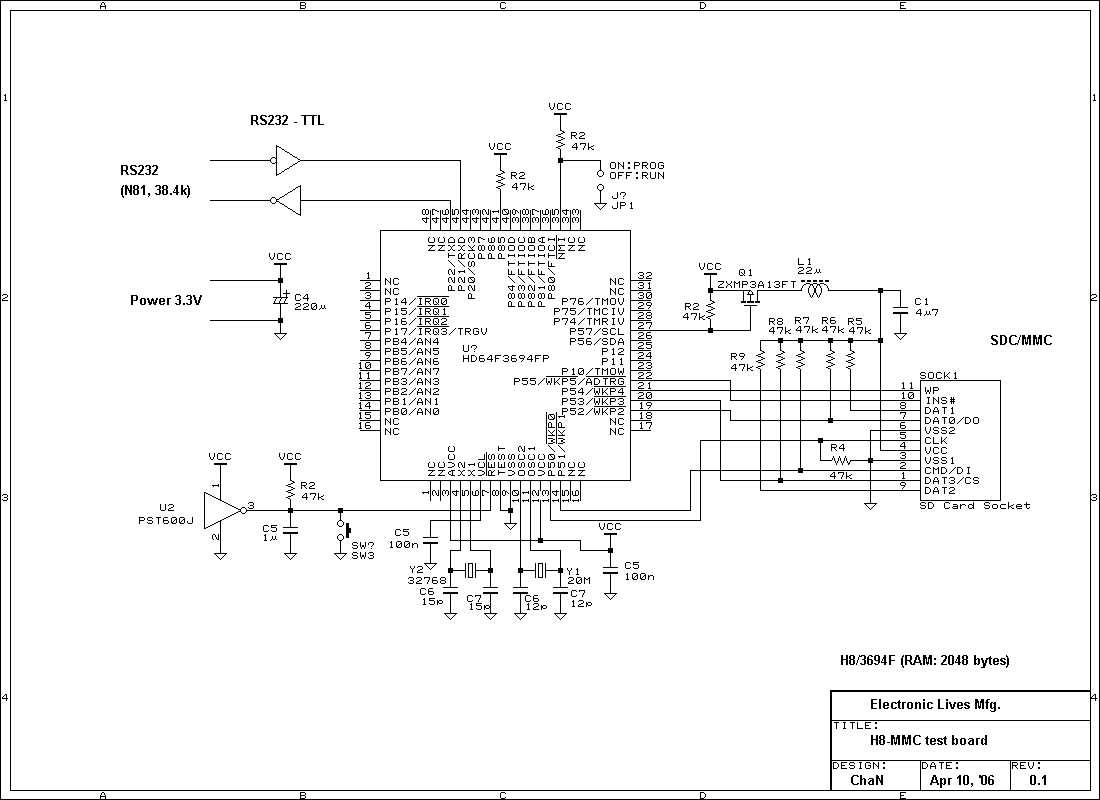 A B C D E
1 1
VCC
RS232 - TTL
R2
47k
VCC
RS232
(N81, 38.4k)
R2
47k
ON:PROG
OFF:RUN
J?
JP1
48 47 46 45 44 43 42 41 40 39 38 37 36 35 34 33
NC
NC
P22/TXD
P21/RXD
P20/SCK3
P87
P86
P85
P84/FTIOD
P83/FTIOC
P82/FTIOB
P81/FTIOA
P80/FTCI
NMI
NC
NC
VCC
Power 3.3V
+
C4
220μ
2 2
1 NC
2 NC
3 P14/IRQ0
4 P15/IRQ1
5 P16/IRQ2
6 P17/IRQ3/TRGV
7 PB4/AN4
8 PB5/AN5
9 PB6/AN6
10 PB7/AN7
11 PB3/AN3
12 PB2/AN2
13 PB1/AN1
14 PB0/AN0
15 NC
16 NC
U?
HD64F3694FP
NC 32
NC 31
P76/TMOV 30
P75/TMCIV 29
P74/TMRIV 28
P57/SCL 27
P56/SDA 26
P12 25
P11 24
P10/TMOW 23
P55/WKP5/ADTRG 22
P54/WKP4 21
P53/WKP3 20
P52/WKP2 19
NC 18
NC 17
VCC
Q1
ZXMP3A13FT
L1
22μ
R2
47k
C1
4μ7
R8
47k
R7
47k
R6
47k
R5
47k
R9
47k
SDC/MMC
SOCK1
11 WP
10 INS#
8 DAT1
7 DAT0/DO
6 VSS2
5 CLK
4 VCC
3 VSS1
2 CMD/DI
1 DAT3/CS
9 DAT2
SD Card Socket
R4
47k
NC
NC
AVCC
X2
X1
VCL
RES
TEST
VSS
OSC2
OSC1
VCC
P50/WKP0
P51/WKP1
NC
NC
1 2 3 4 5 6 7 8 9 10 11 12 13 14 15 16
3 3
VCC
VCC
1
U2
PST600J
3
2
R2
47k
C5
1μ
SW?
SW3
C5
100n
VCC
C5
100n
Y2
32768
Y1
20M
C6
15p
C7
15p
C6
12p
C7
12p
H8/3694F (RAM: 2048 bytes)
4 4
Electronic Lives Mfg.
TITLE:
H8-MMC test board
DESIGN:
ChaN
DATE:
Apr 10, '06
REV:
0.1
A B C D E